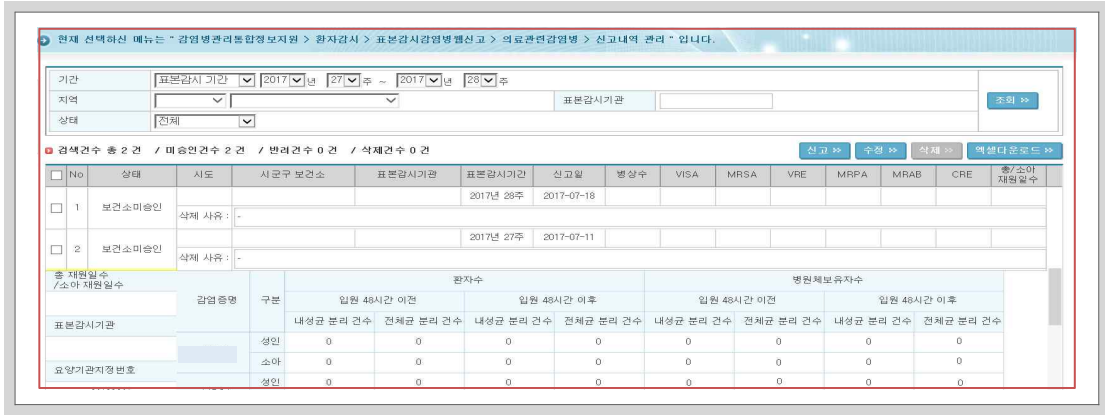 현재 선택하신 메뉴는 " 감염병관리통합정보지원 > 환자감시 > 표본감시감염병웹신고 > 의료관련감염병 > 신고내역 관리 " 입니다.
기간 표본감시 기간 2017 년 27 주 ~ 2017 년 28 주
지역 표본감시기관 조회 >>
상태 전체
검색건수 총 2 건 / 미승인건수 2 건 / 반려건수 0 건 / 삭제건수 0 건 신고 >> 수정 >> 삭제 >> 엑셀다운로드 >>
No 상태 시도 시군구 보건소 표본감시기관 표본감시기간 신고일 병상수 VISA MRSA VRE MRPA MRAB CRE 총/소아 재원일수
1 보건소미승인 2017년 28주 2017-07-18
삭제 사유 : -
2 보건소미승인 2017년 27주 2017-07-11
삭제 사유 : -
총 재원일수
/소아 재원일수
감염증명 구분 환자수 병원체보유자수
입원 48시간 이전 입원 48시간 이후 입원 48시간 이전 입원 48시간 이후
표본감시기관 내성균 분리 건수 전체균 분리 건수 내성균 분리 건수 전체균 분리 건수 내성균 분리 건수 전체균 분리 건수 내성균 분리 건수 전체균 분리 건수
성인 0 0 0 0 0 0 0 0
소아 0 0 0 0 0 0 0 0
요양기관지정번호
성인 0 0 0 0 0 0 0 0